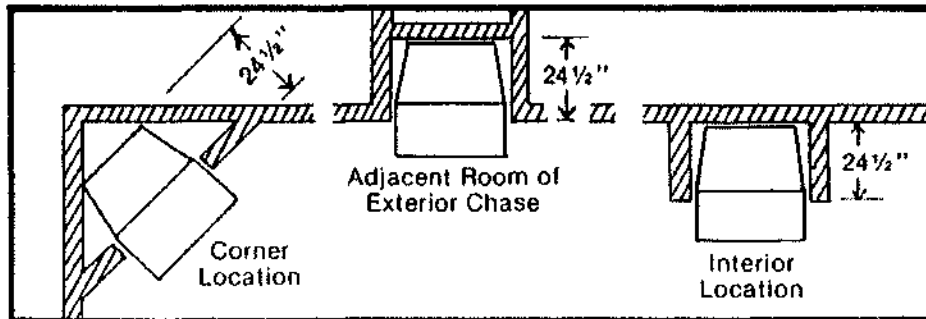 24½"
24½"
24½"
Adjacent Room of
Exterior Chase
Corner
Location
Interior
Location